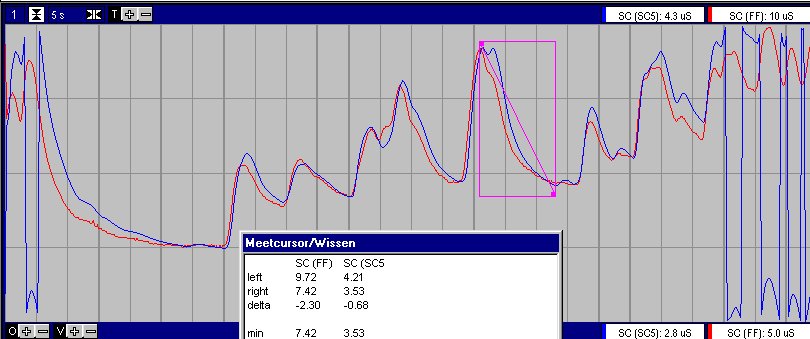 1 5 s T SC (SC5): 4.3 uS SC (FF): 10 uS
Meetcursor/Wissen
SC (FF) SC (SC5
left 9.72 4.21
right 7.42 3.53
delta -2.30 -0.68
min 7.42 3.53
O V SC (SC5): 2.8 uS SC (FF): 5.0 uS